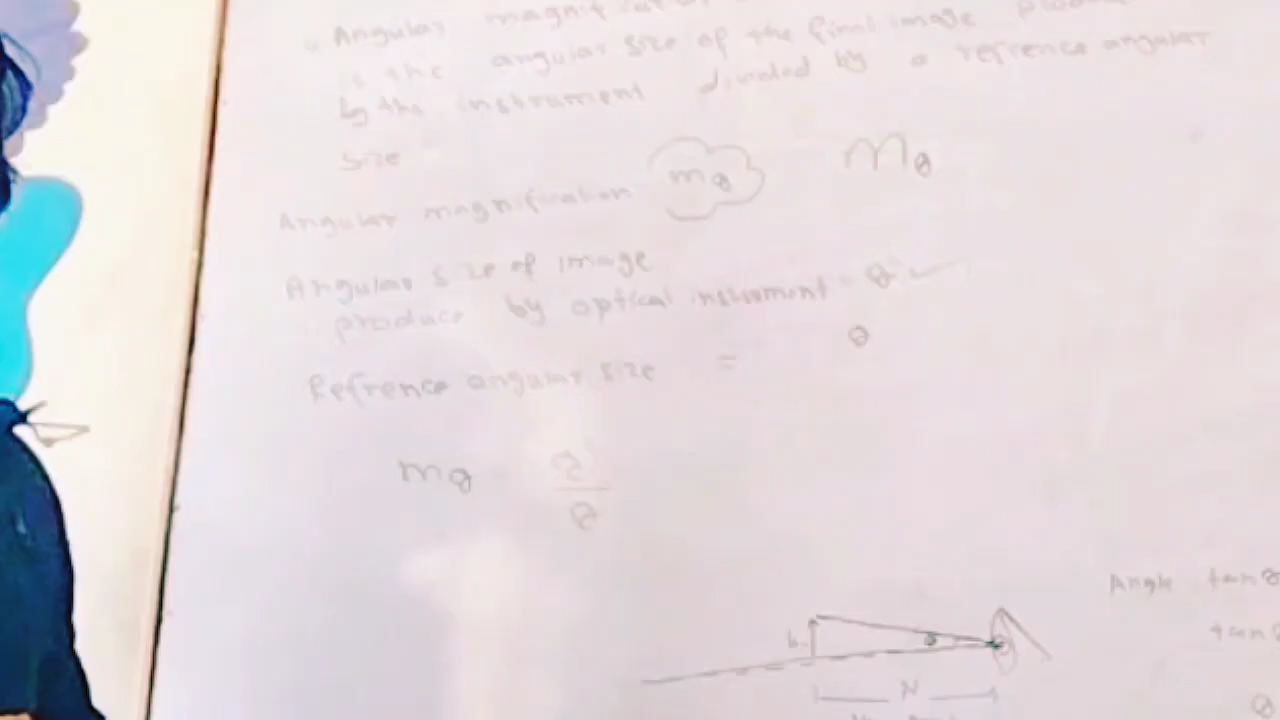 Angular magnif
is the angular size of the final image
by the instrument divided by a refrence angular
size
Angular magnification mθ Mθ
Angular size of image
produce by optical instrument = θ'
θ
Refrence angular size =
mθ θ'
θ
h
θ
N
Angle tanθ
tan
θ